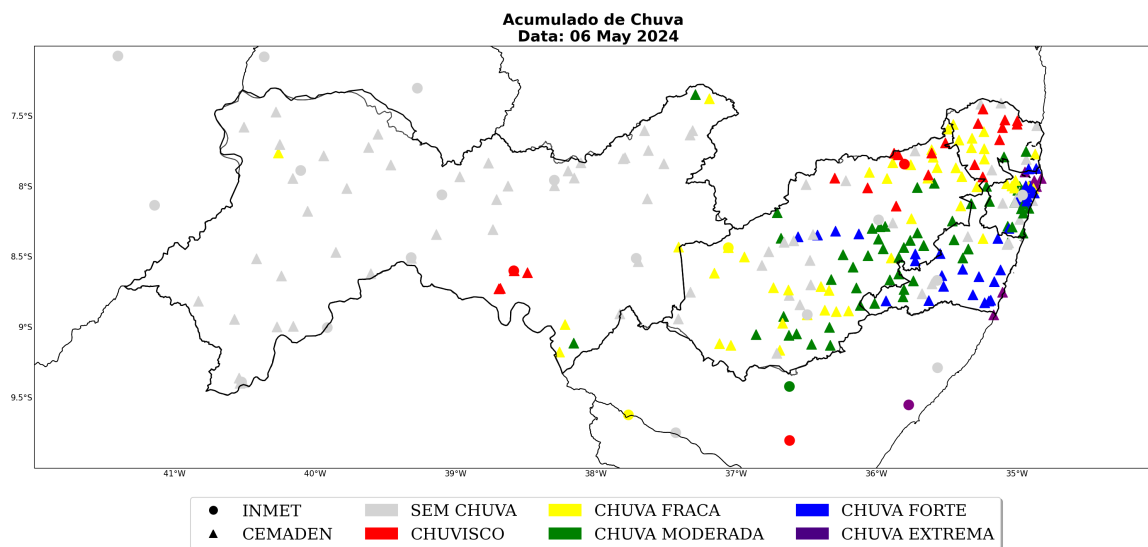 Acumulado de Chuva
Data: 06 May 2024
7.5°S
8°S
8.5°S
9°S
9.5°S
41°W 40°W 39°W 38°W 37°W 36°W 35°W
INMET SEM CHUVA CHUVA FRACA CHUVA FORTE
CEMADEN CHUVISCO CHUVA MODERADA CHUVA EXTREMA